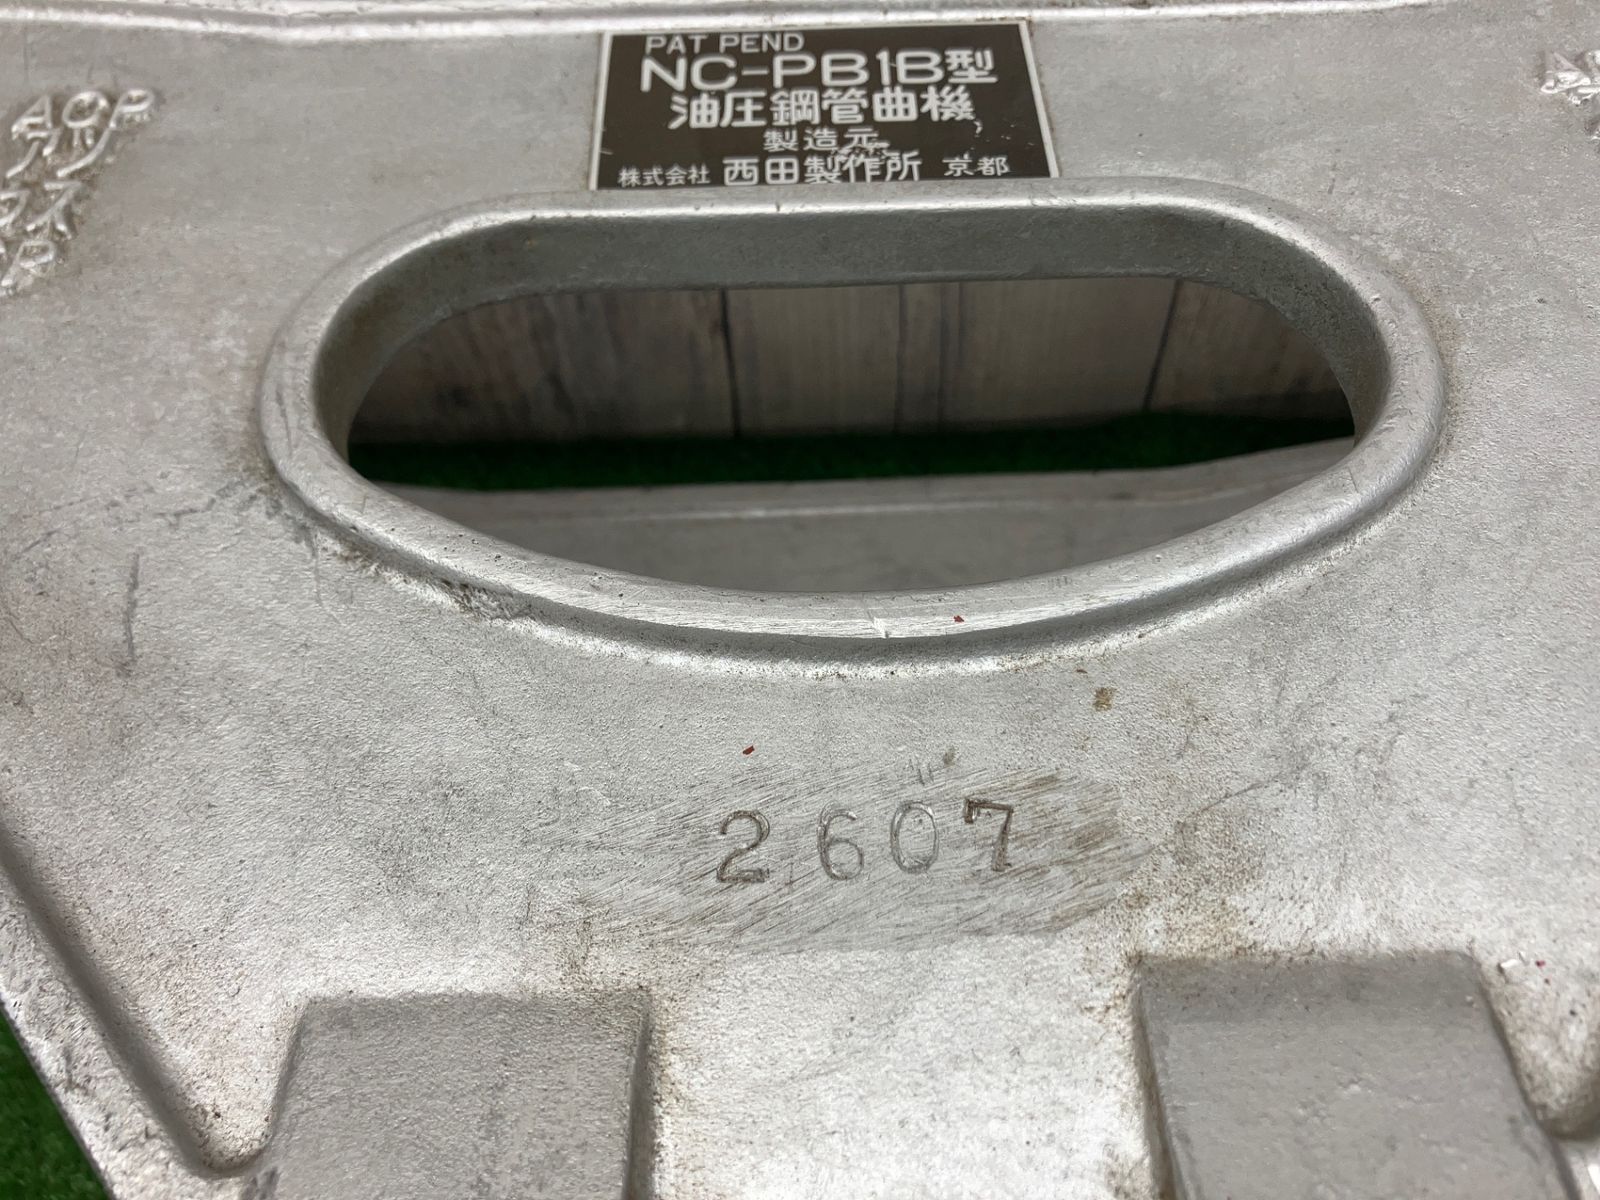 PAT PEND
NC-PB1B型
油圧鋼管曲機
製造元
株式会社 西田製作所 京都
2607